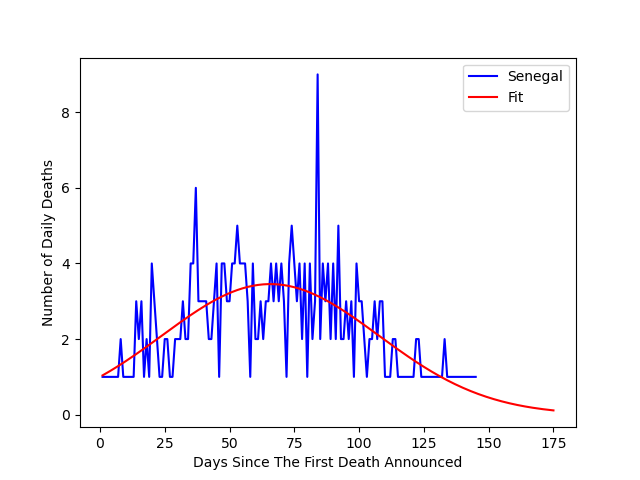 Senegal
Fit
8
6
4
2
0
Number of Daily Deaths
0 25 50 75 100 125 150 175
Days Since The First Death Announced